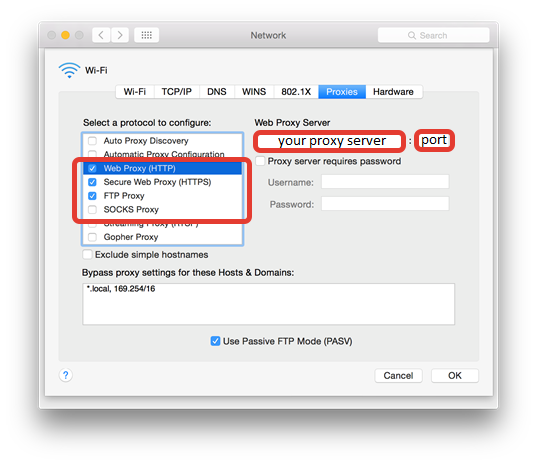 Network
Search
Wi-Fi
Wi-Fi TCP/IP DNS WINS 802.1X Proxies Hardware
Select a protocol to configure:
Auto Proxy Discovery
Automatic Proxy Configuration
Web Proxy (HTTP)
Secure Web Proxy (HTTPS)
FTP Proxy
SOCKS Proxy
Streaming Proxy (RTSP)
Gopher Proxy
Exclude simple hostnames
Web Proxy Server
your proxy server : port
Proxy server requires password
Username:
Password:
Bypass proxy settings for these Hosts & Domains:
*.local, 169.254/16
Use Passive FTP Mode (PASV)
?
Cancel OK